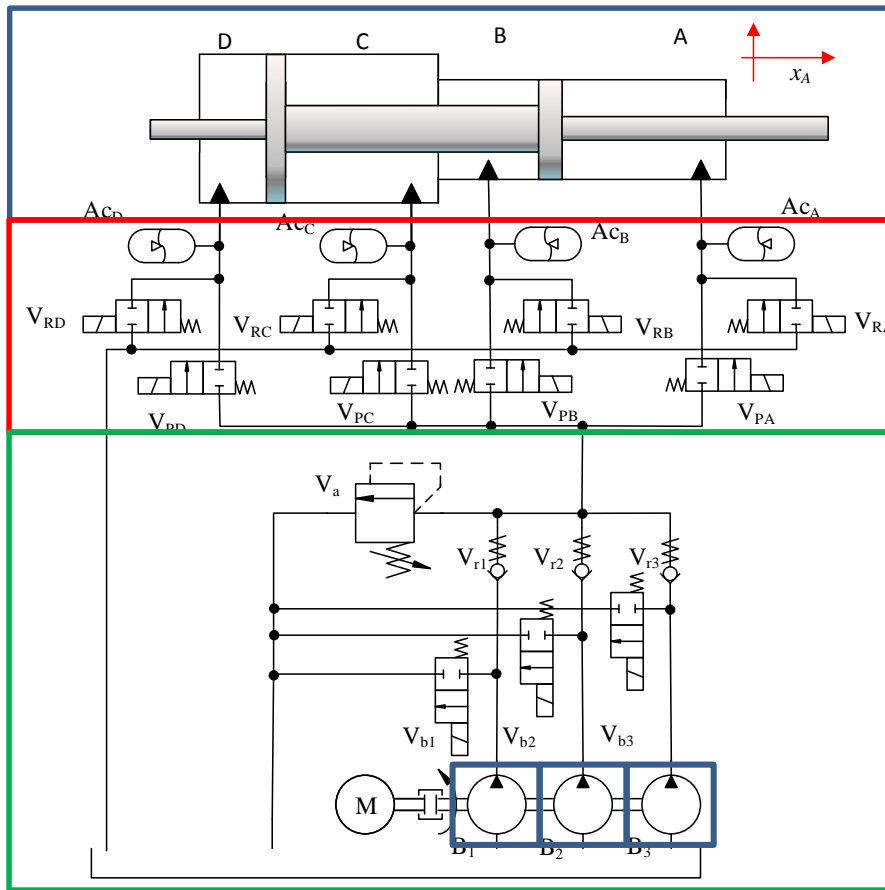 D C B A
x_A
Ac_D Ac_C Ac_B Ac_A
V_RD V_RC V_RB V_RA
V_PD V_PC V_PB V_PA
V_a
V_r1 V_r2 V_r3
V_b1 V_b2 V_b3
M
B_1 B_2 B_3